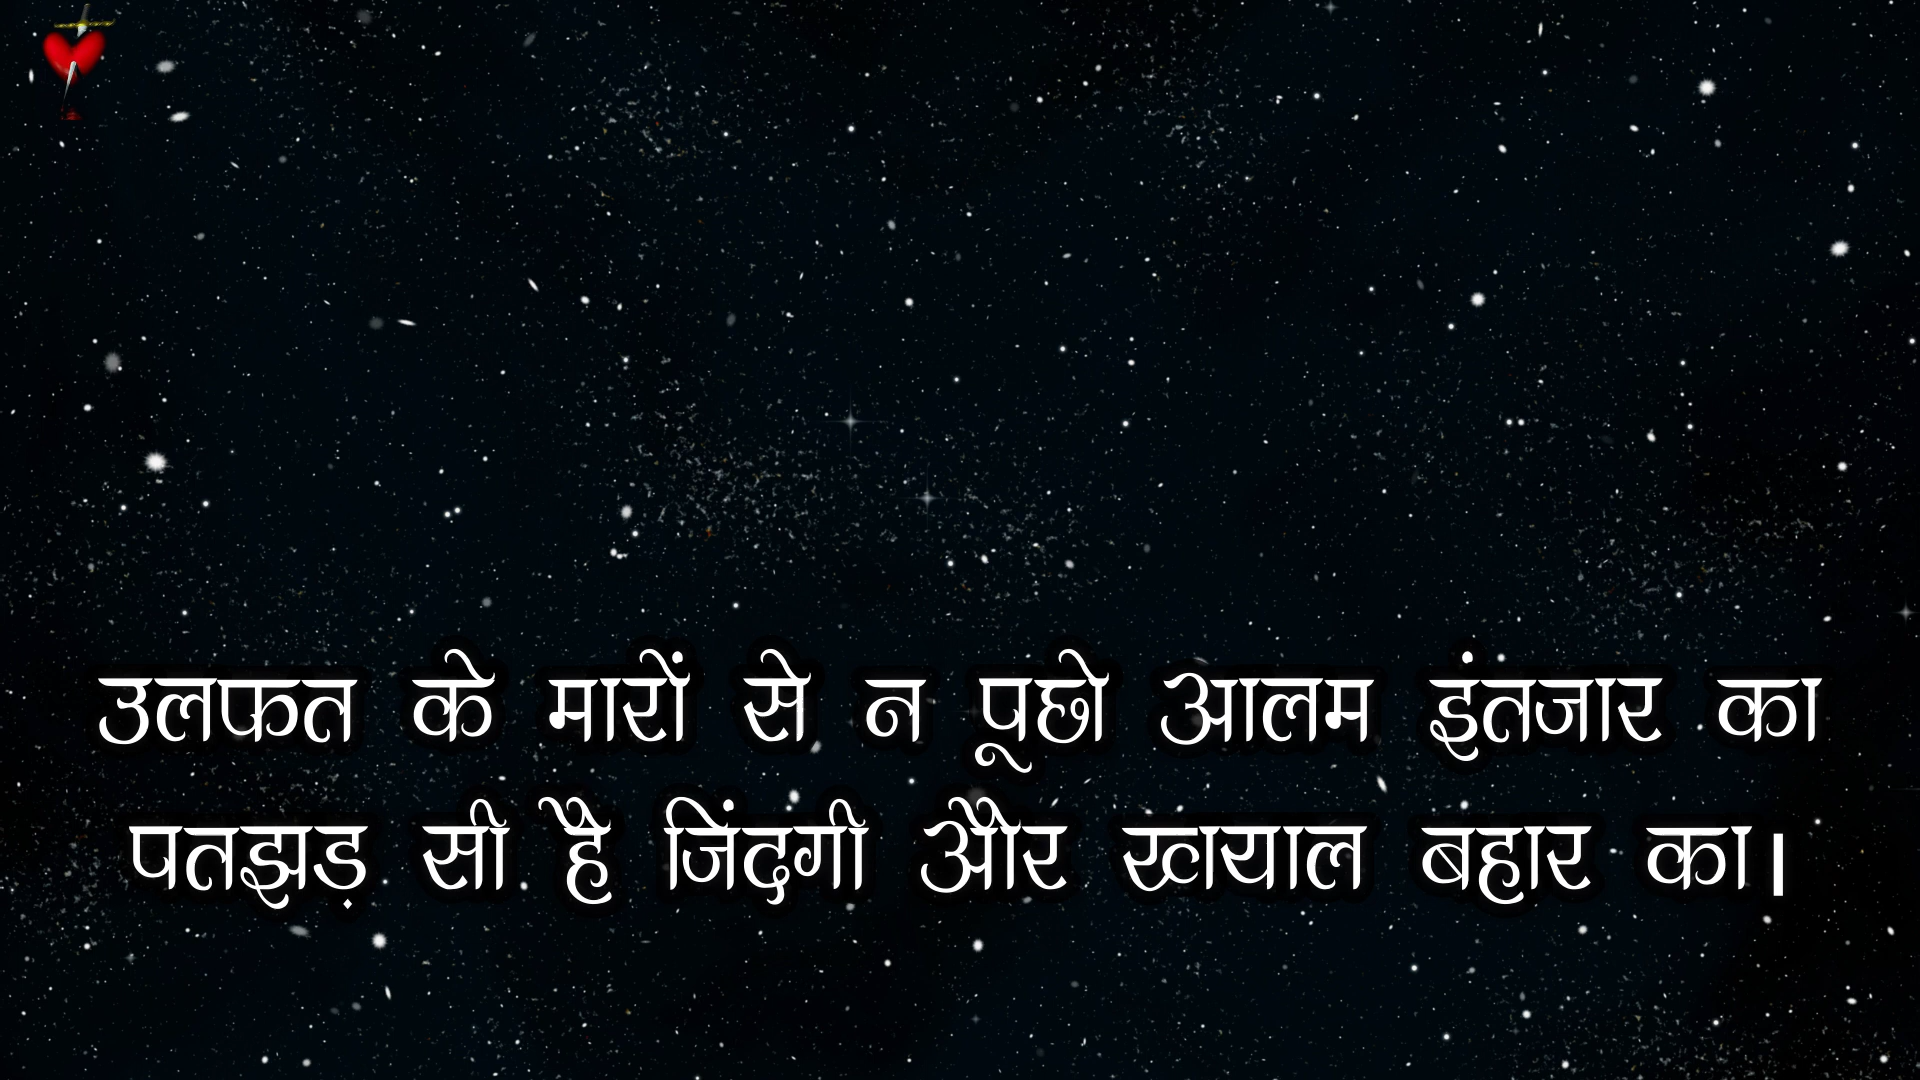 उलफत के मारों से न पूछो आलम इंतजार का
पतझड़ सी है जिंदगी और ख्याल बहार का।